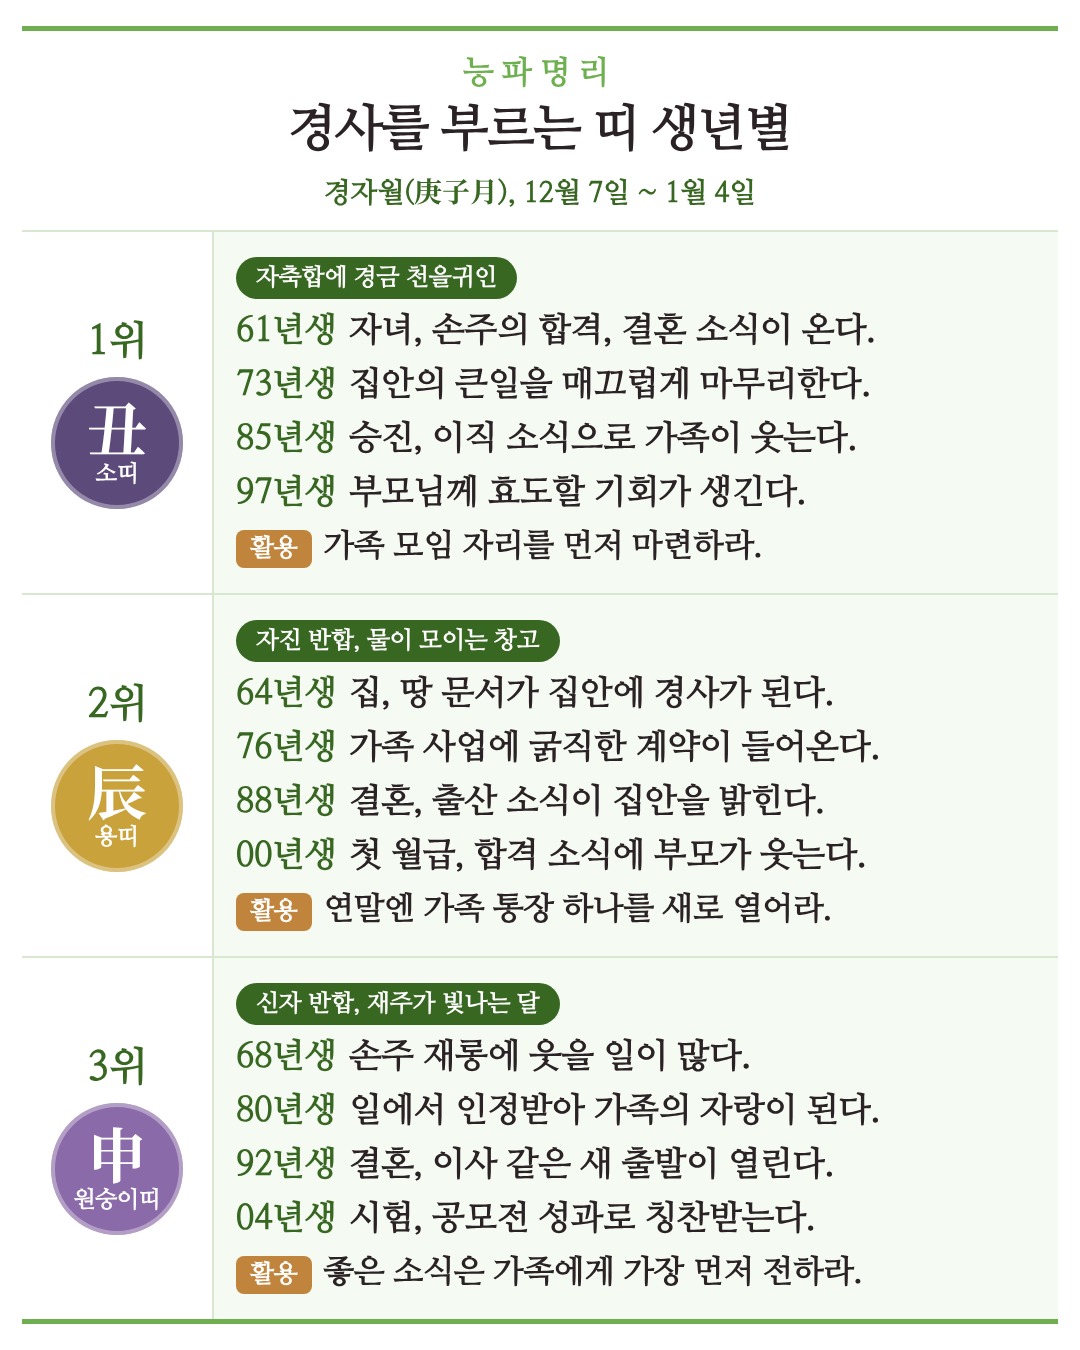 능파명리
경사를 부르는 띠 생년별
경자월(庚子月), 12월 7일 ~ 1월 4일
1위
丑
소띠
자축합에 경금 천을귀인
61년생 자녀, 손주의 합격, 결혼 소식이 온다.
73년생 집안의 큰일을 매끄럽게 마무리한다.
85년생 승진, 이직 소식으로 가족이 웃는다.
97년생 부모님께 효도할 기회가 생긴다.
활용 가족 모임 자리를 먼저 마련하라.
2위
辰
용띠
자진 반합, 물이 모이는 창고
64년생 집, 땅 문서가 집안에 경사가 된다.
76년생 가족 사업에 굵직한 계약이 들어온다.
88년생 결혼, 출산 소식이 집안을 밝힌다.
00년생 첫 월급, 합격 소식에 부모가 웃는다.
활용 연말엔 가족 통장 하나를 새로 열어라.
3위
申
원숭이띠
신자 반합, 재주가 빛나는 달
68년생 손주 재롱에 웃을 일이 많다.
80년생 일에서 인정받아 가족의 자랑이 된다.
92년생 결혼, 이사 같은 새 출발이 열린다.
04년생 시험, 공모전 성과로 칭찬받는다.
활용 좋은 소식은 가족에게 가장 먼저 전하라.